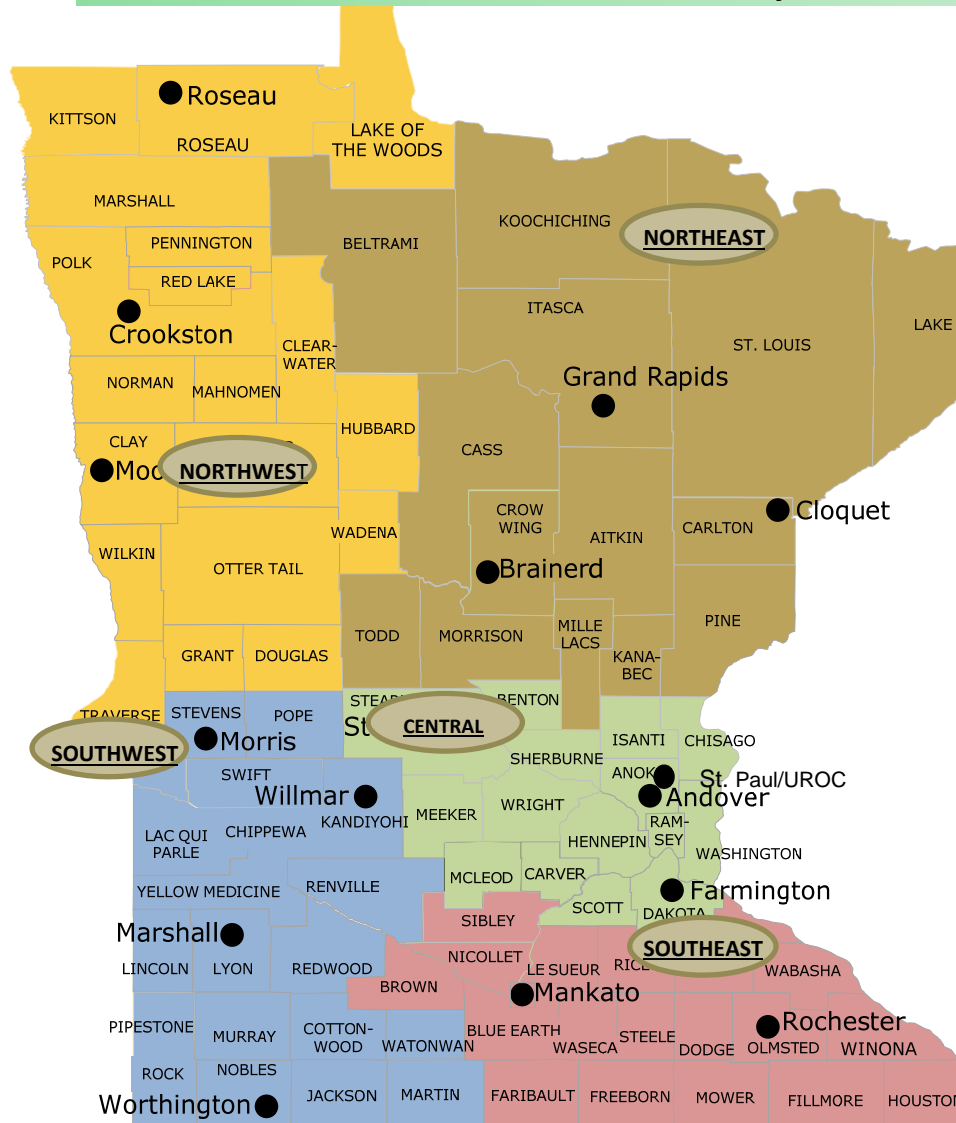 Roseau
KITTSON
ROSEAU
LAKE OF
THE WOODS
MARSHALL
KOOCHICHING
NORTHEAST
PENNINGTON
BELTRAMI
POLK
RED LAKE
ITASCA
LAKE
Crookston
CLEAR-
WATER
ST. LOUIS
NORMAN
MAHNOMEN
Grand Rapids
HUBBARD
CLAY
CASS
NORTHWEST
CROW
WING
Cloquet
CARLTON
WADENA
AITKIN
WILKIN
OTTER TAIL
Brainerd
PINE
TODD
MORRISON
MILLE
LACS
GRANT
DOUGLAS
KANA-
BEC
BENTON
TRAVERSE
STEVENS
POPE
CENTRAL
Morris
ISANTI
CHISAGO
SOUTHWEST
SHERBURNE
SWIFT
St. Paul/UROC
Willmar
Andover
WRIGHT
MEEKER
KANDIYOHI
RAM-
SEY
LAC QUI
PARLE
CHIPPEWA
HENNEPIN
WASHINGTON
MCLEOD
CARVER
YELLOW MEDICINE
RENVILLE
Farmington
SCOTT
DAKOTA
SIBLEY
Marshall
SOUTHEAST
NICOLLET
LINCOLN
LYON
REDWOOD
LE SUEUR
WABASHA
BROWN
Mankato
PIPESTONE
MURRAY
COTTON-
WOOD
WATONWAN
BLUE EARTH
WASECA
STEELE
DODGE
Rochester
OLMSTED
WINONA
ROCK
NOBLES
JACKSON
MARTIN
FARIBAULT
FREEBORN
MOWER
FILLMORE
HOUSTON
Worthington